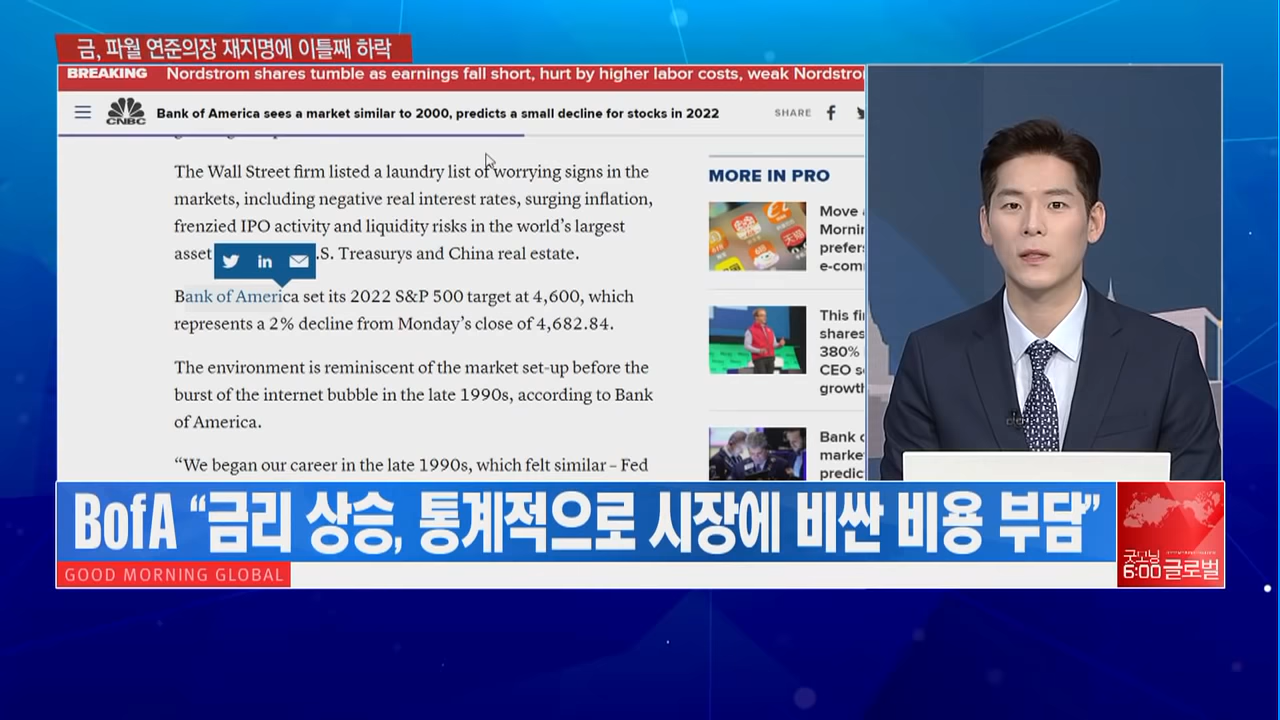 금, 파월 연준의장 재지명에 이틀째 하락
BREAKING Nordstrom shares tumble as earnings fall short, hurt by higher labor costs, weak Nordstro
CNBC Bank of America sees a market similar to 2000, predicts a small decline for stocks in 2022 SHARE
The Wall Street firm listed a laundry list of worrying signs in the
markets, including negative real interest rates, surging inflation,
frenzied IPO activity and liquidity risks in the world's largest
asset .S. Treasurys and China real estate.
Bank of America set its 2022 S&P 500 target at 4,600, which
represents a 2% decline from Monday's close of 4,682.84.
The environment is reminiscent of the market set-up before the
burst of the internet bubble in the late 1990s, according to Bank
of America.
“We began our career in the late 1990s, which felt similar – Fed
MORE IN PRO
Move
Mornin
prefers
e-com
This fi
shares
380%
CEO s
growth
Bank o
marke
predic
BofA “금리 상승, 통계적으로 시장에 비싼 비용 부담”
GOOD MORNING GLOBAL
굿모닝
6:00 글로벌